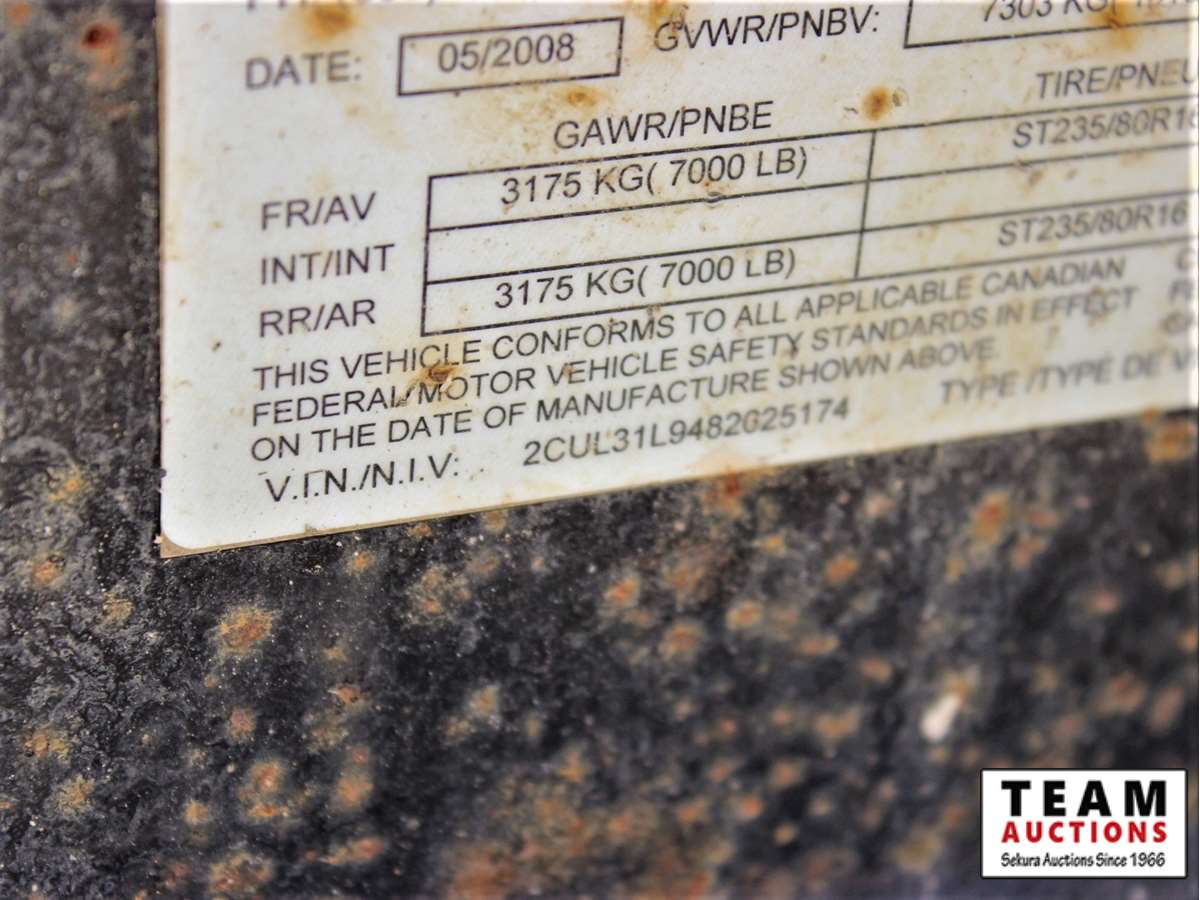 DATE: 05/2008 GVWR/PNBV: 7303 KG(
GAWR/PNBE TIRE/PNEU
FR/AV 3175 KG( 7000 LB) ST235/80R16
INT/INT
RR/AR 3175 KG( 7000 LB) ST235/80R16
THIS VEHICLE CONFORMS TO ALL APPLICABLE CANADIAN
FEDERAL MOTOR VEHICLE SAFETY STANDARDS IN EFFECT
ON THE DATE OF MANUFACTURE SHOWN ABOVE.
V.I.N./N.I.V: 2CUL31L9482025174 TYPE /TYPE DE V
TEAM
AUCTIONS
Sekura Auctions Since 1966